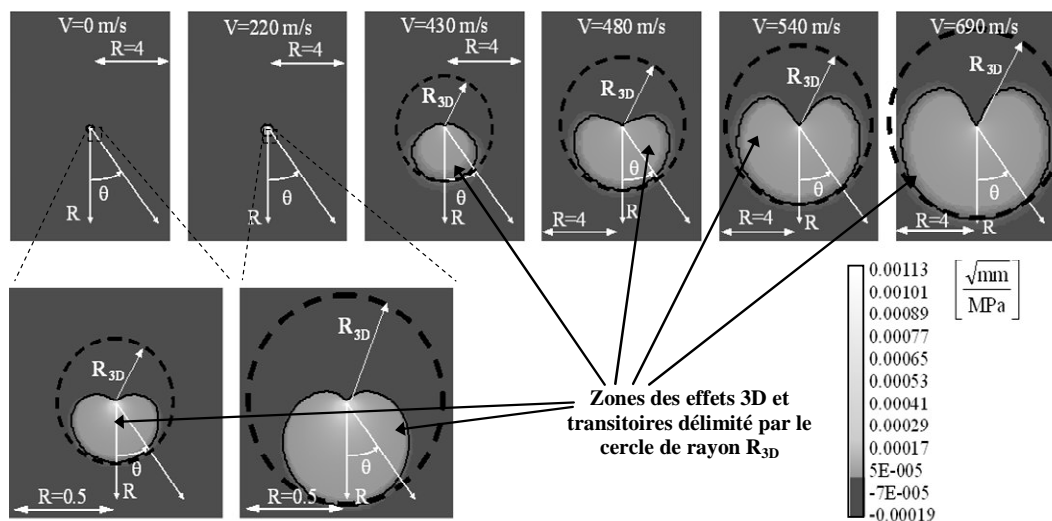 V=0 m/s
R=4
θ
R
V=220 m/s
R=4
θ
R
V=430 m/s
R=4
R3D
θ
R
V=480 m/s
R3D
θ
R=4
R
V=540 m/s
R3D
θ
R=4
R
V=690 m/s
R3D
θ
R=4
R
R3D
θ
R=0.5
R
R3D
θ
R=0.5
R
Zones des effets 3D et
transitoires délimité par le
cercle de rayon R3D
0.00113
0.00101
0.00089
0.00077
0.00065
0.00053
0.00041
0.00029
0.00017
5E-005
-7E-005
-0.00019
[√mm / MPa]